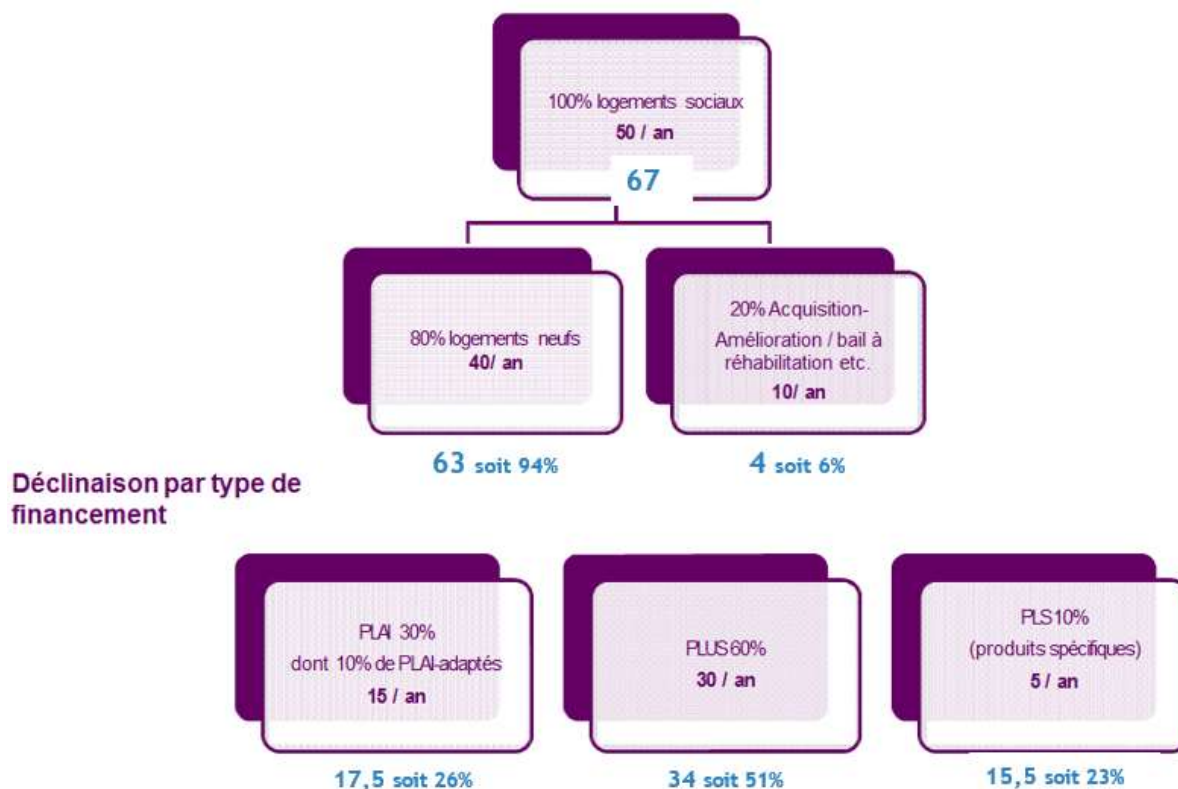 100% logements sociaux
50 / an
67
80% logements neufs
40/ an
20% Acquisition-
Amélioration / bail à
réhabilitation etc.
10/ an
63 soit 94%
4 soit 6%
Déclinaison par type de
financement
PLAI 30%
dont 10% de PLAI-adaptés
15 / an
PLUS 60%
30 / an
PLS 10%
(produits spécifiques)
5 / an
17,5 soit 26%
34 soit 51%
15,5 soit 23%